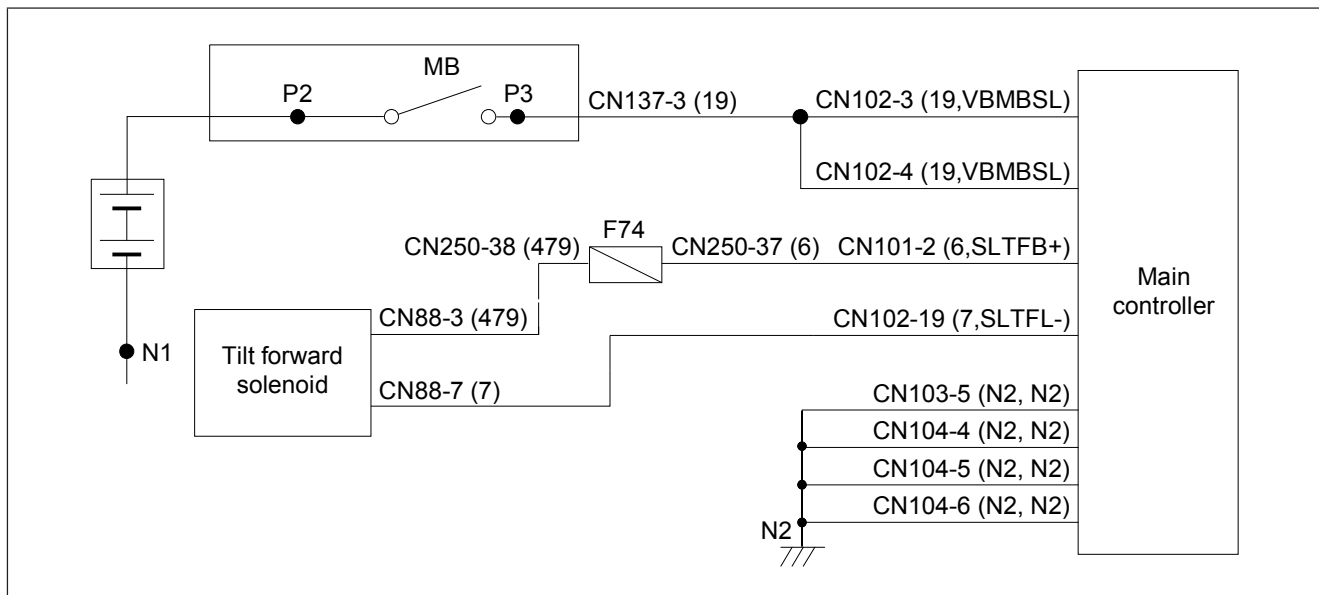 MB
P2
P3
CN137-3 (19)
CN102-3 (19,VBMBSL)
CN102-4 (19,VBMBSL)
F74
CN250-38 (479)
CN250-37 (6)
CN101-2 (6,SLTFB+)
Main
controller
CN88-3 (479)
CN102-19 (7,SLTFL-)
N1
Tilt forward
solenoid
CN88-7 (7)
CN103-5 (N2, N2)
CN104-4 (N2, N2)
CN104-5 (N2, N2)
CN104-6 (N2, N2)
N2